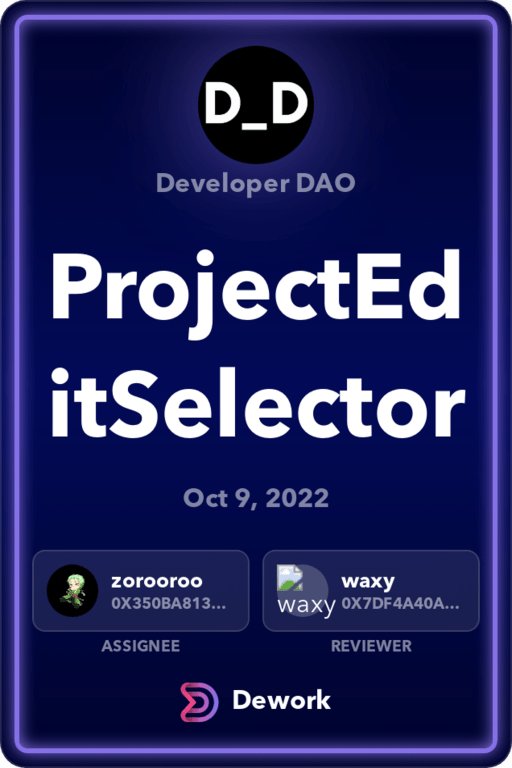 D_D
Developer DAO
ProjectEd
itSelector
Oct 9, 2022
zorooroo
0X350BA813...
waxy
waxy
0X7DF4A40A...
ASSIGNEE
REVIEWER
Dework